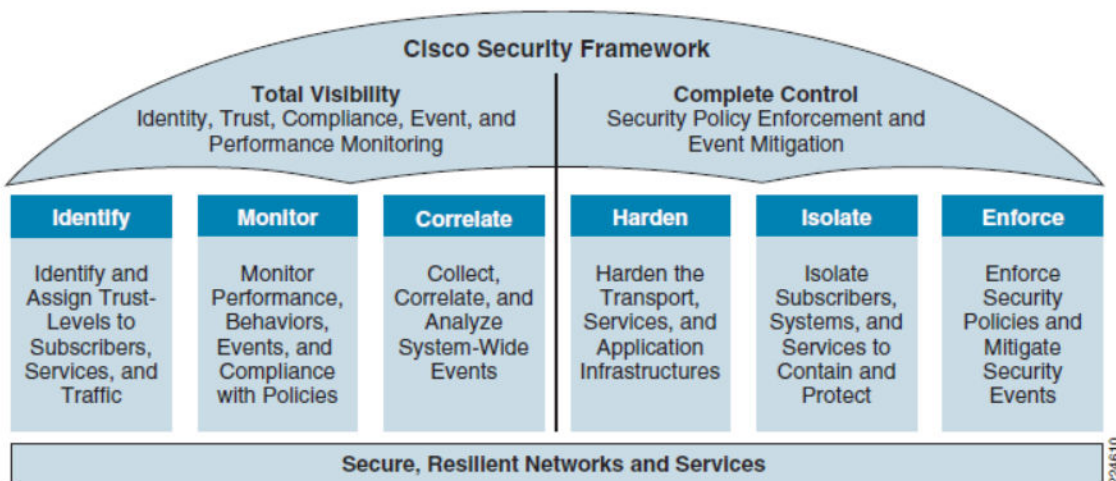 Cisco Security Framework
Total Visibility
Identity, Trust, Compliance, Event, and
Performance Monitoring
Complete Control
Security Policy Enforcement and
Event Mitigation
Identify
Identify and
Assign Trust-
Levels to
Subscribers,
Services, and
Traffic
Monitor
Monitor
Performance,
Behaviors,
Events, and
Compliance
with Policies
Correlate
Collect,
Correlate, and
Analyze
System-Wide
Events
Harden
Harden the
Transport,
Services, and
Application
Infrastructures
Isolate
Isolate
Subscribers,
Systems, and
Services to
Contain and
Protect
Enforce
Enforce
Security
Policies and
Mitigate
Security
Events
Secure, Resilient Networks and Services
224610